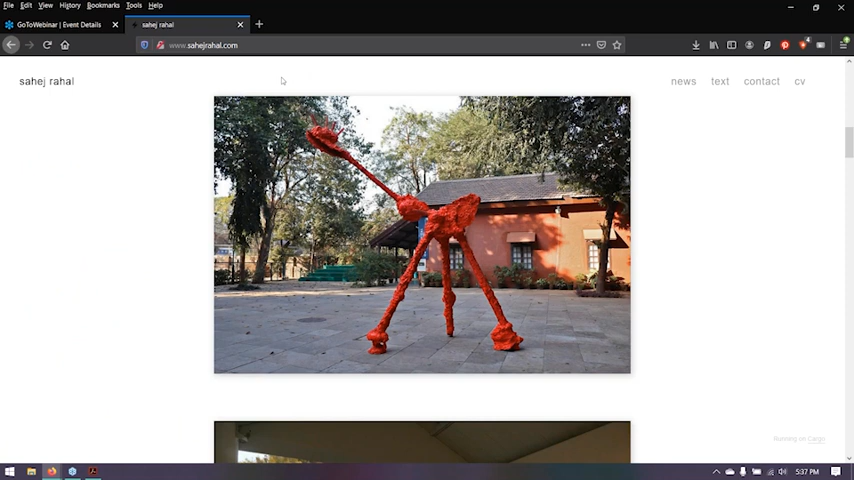 File Edit View History Bookmarks Tools Help
GoToWebinar | Event Details
sahej rahal
www.sahejrahal.com
4
sahej rahal
news text contact cv
Running on Cargo
5:37 PM